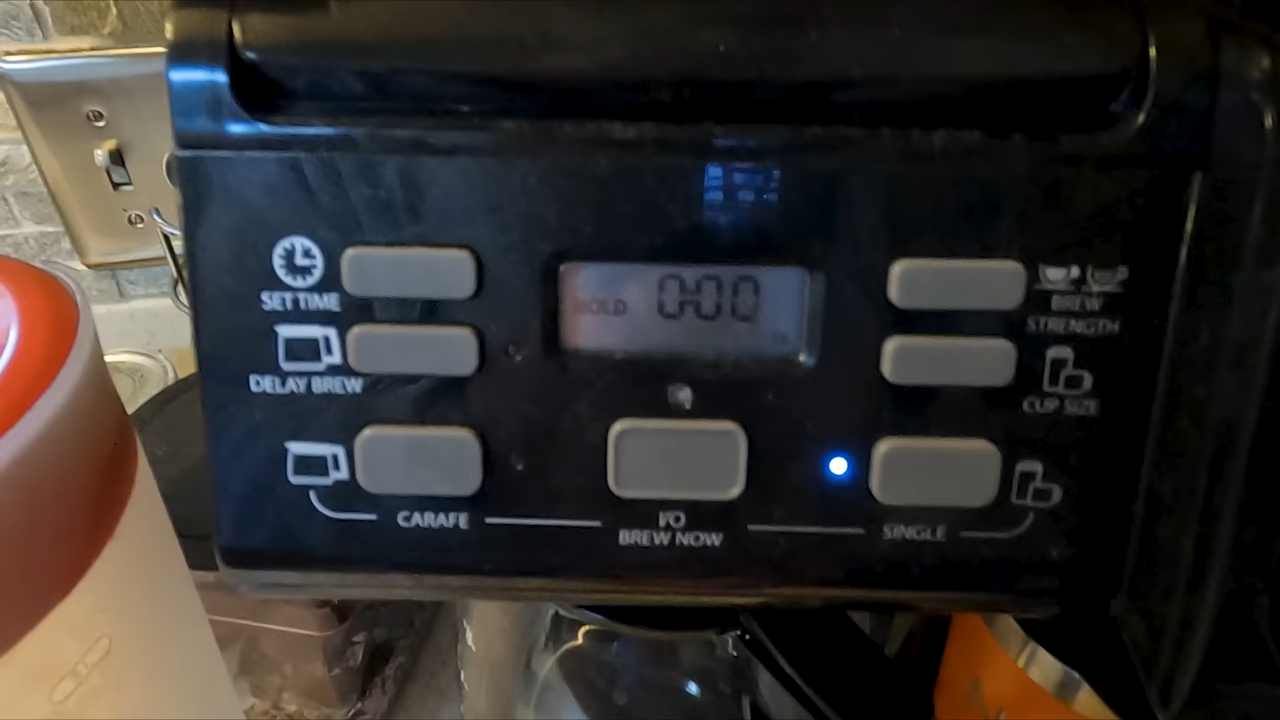 SET TIME
DELAY BREW
CARAFE
HOLD 0:00
I/O
BREW NOW
BREW
STRENGTH
CUP SIZE
SINGLE